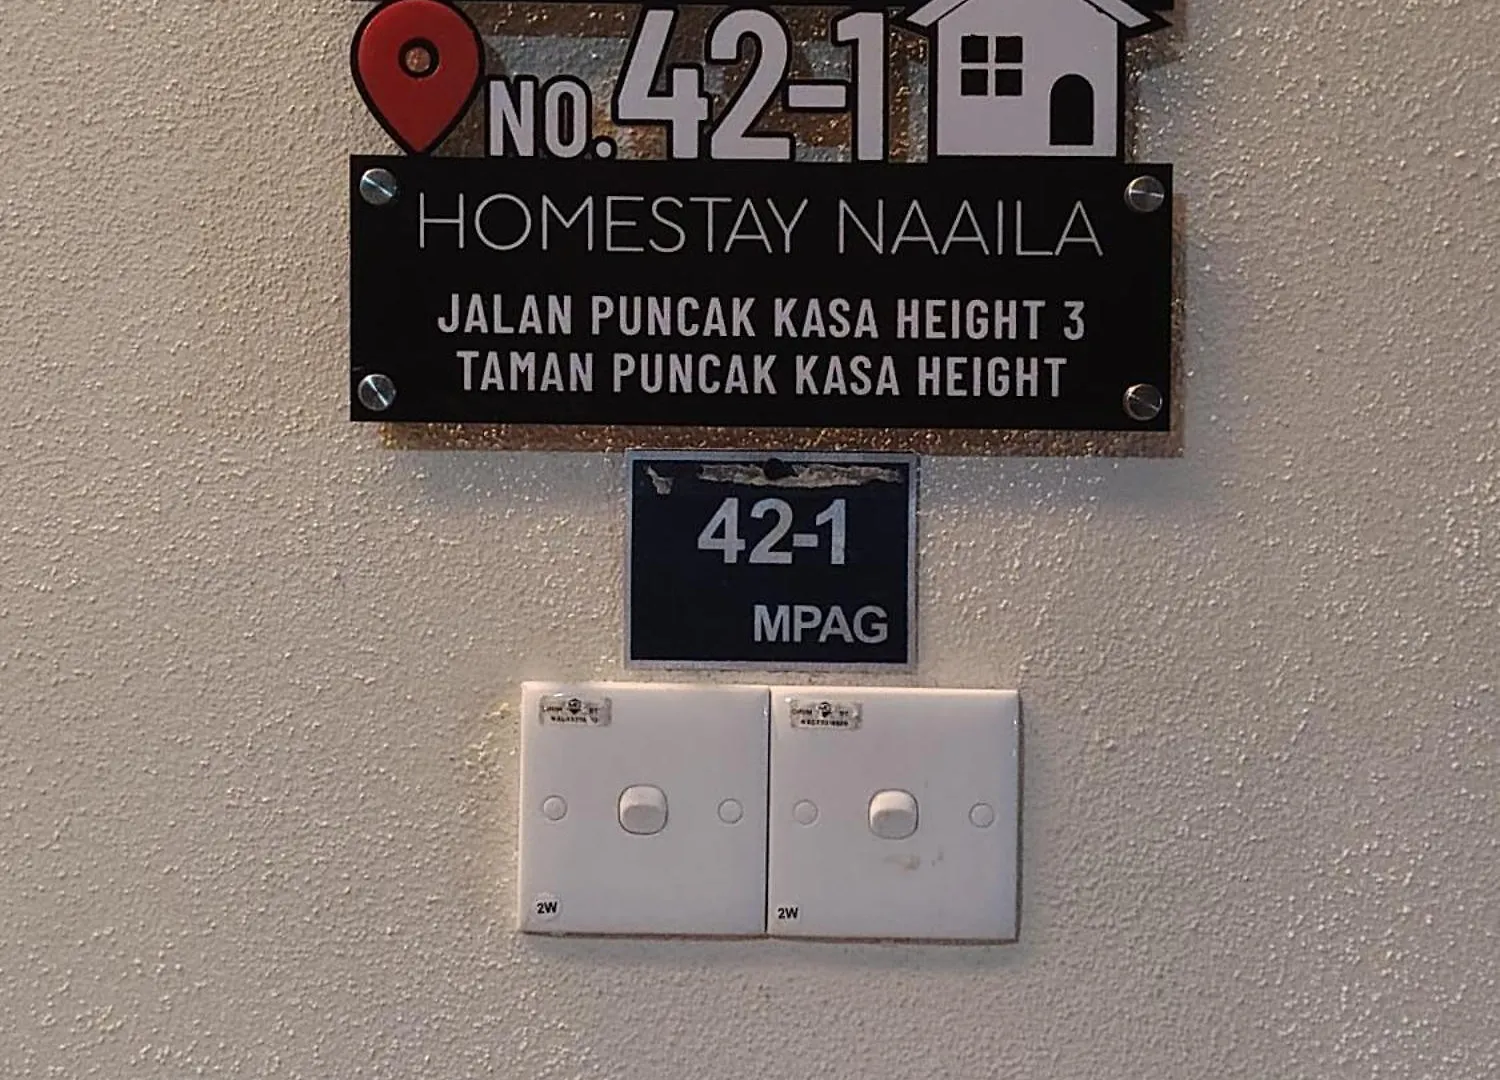 NO. 42-1
HOMESTAY NAAILA
JALAN PUNCAK KASA HEIGHT 3
TAMAN PUNCAK KASA HEIGHT
42-1
MPAG
2W
2W